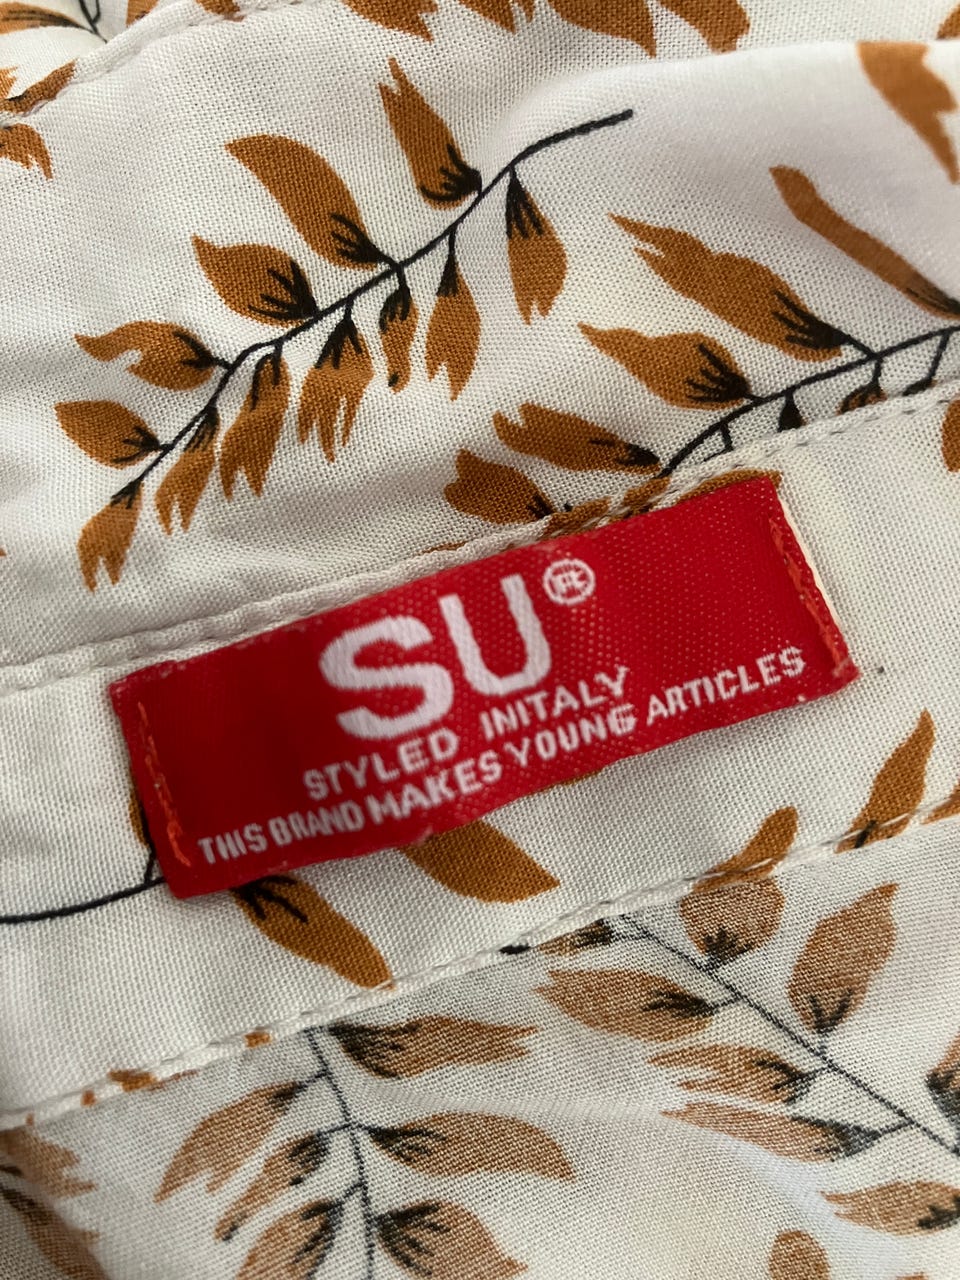 SU®
STYLED INITALY
THIS BRAND MAKES YOUNG ARTICLES